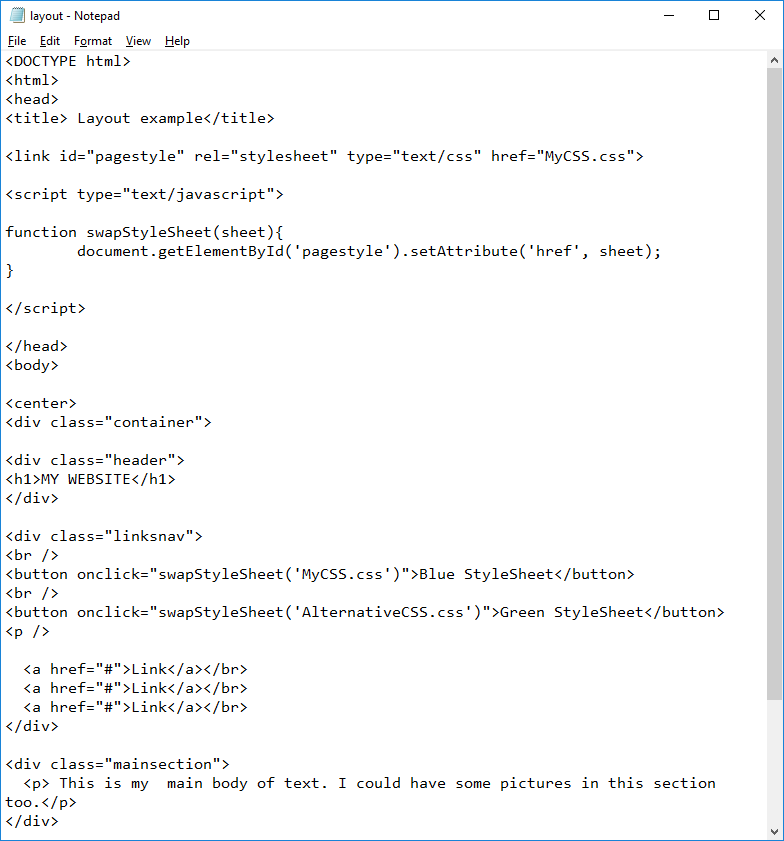 layout - Notepad
File Edit Format View Help
<DOCTYPE html>
<html>
<head>
<title> Layout example</title>

<link id="pagestyle" rel="stylesheet" type="text/css" href="MyCSS.css">

<script type="text/javascript">

function swapStyleSheet(sheet){
        document.getElementById('pagestyle').setAttribute('href', sheet);
}

</script>

</head>
<body>

<center>
<div class="container">

<div class="header">
<h1>MY WEBSITE</h1>
</div>

<div class="linksnav">
<br />
<button onclick="swapStyleSheet('MyCSS.css')">Blue StyleSheet</button>
<br />
<button onclick="swapStyleSheet('AlternativeCSS.css')">Green StyleSheet</button>
<p />

  <a href="#">Link</a></br>
  <a href="#">Link</a></br>
  <a href="#">Link</a></br>
</div>

<div class="mainsection">
  <p> This is my  main body of text. I could have some pictures in this section
too.</p>
</div>